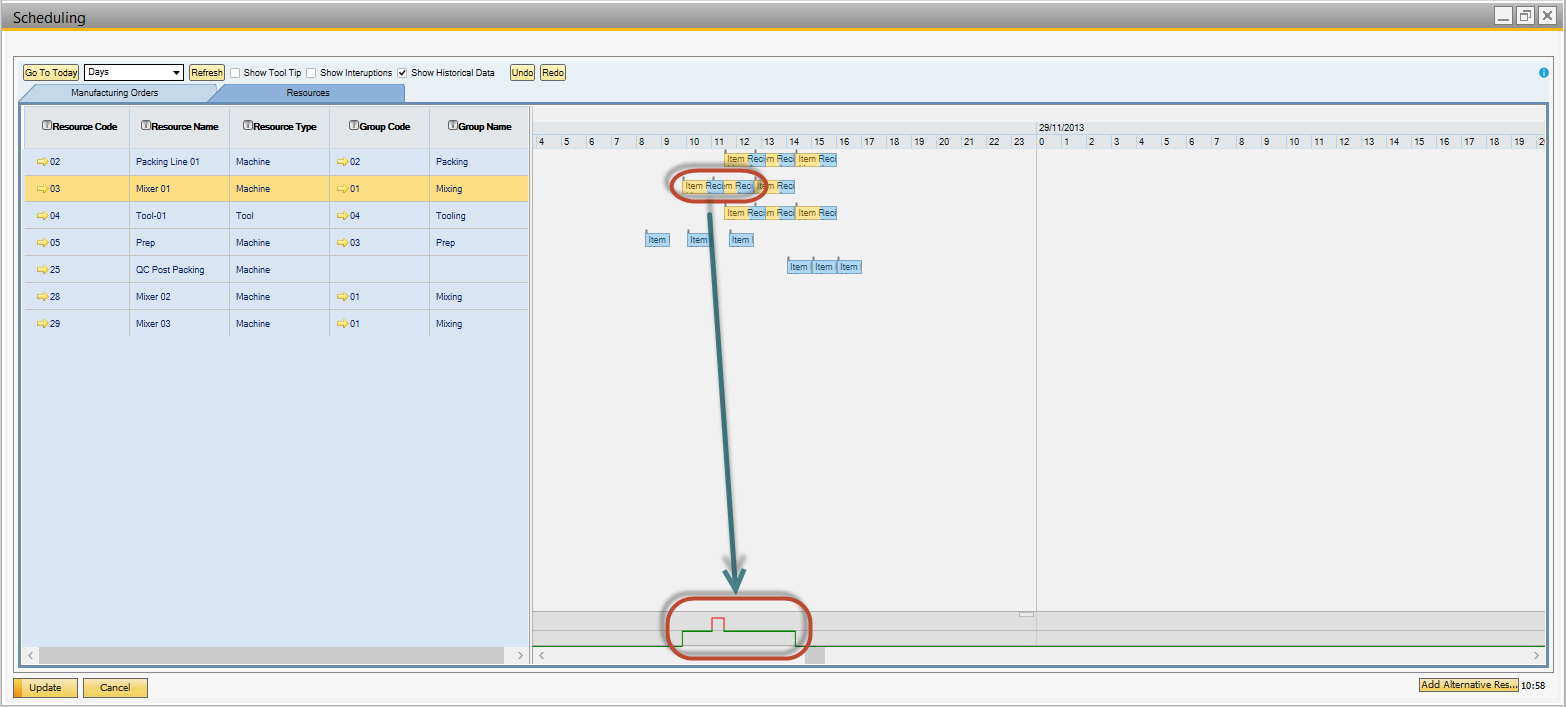 Scheduling
Go To Today Days Refresh Show Tool Tip Show Interuptions Show Historical Data Undo Redo
Manufacturing Orders Resources
Resource Code Resource Name Resource Type Group Code Group Name
29/11/2013
4 5 6 7 8 9 10 11 12 13 14 15 16 17 18 19 20 21 22 23 0 1 2 3 4 5 6 7 8 9 10 11 12 13 14 15 16 17 18 19
02 Packing Line 01 Machine 02 Packing Item Reci m Reci Item Reci
03 Mixer 01 Machine 01 Mixing Item Reci m Reci Item Reci
04 Tool-01 Tool 04 Tooling Item Reci m Reci Item Reci
05 Prep Machine 03 Prep Item Item Item
25 QC Post Packing Machine Item Item Item
28 Mixer 02 Machine 01 Mixing
29 Mixer 03 Machine 01 Mixing
Update Cancel Add Alternative Res... 10:58